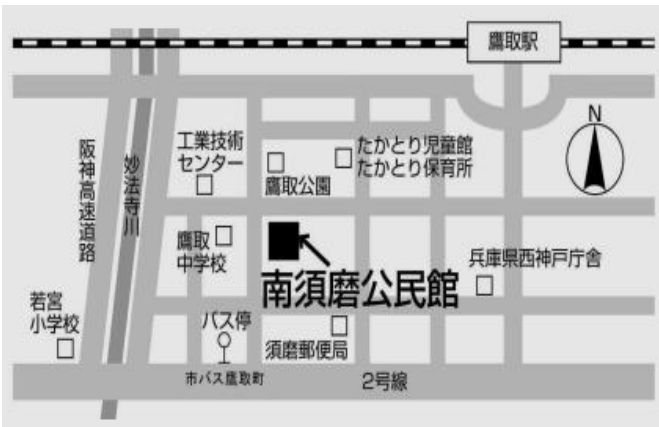 鷹取駅
N
工業技術
センター
たかとり児童館
たかとり保育所
鷹取公園
阪神高速道路
妙法寺川
鷹取
中学校
兵庫県西神戸庁舎
南須磨公民館
若宮
小学校
バス停
須磨郵便局
市バス鷹取町
2号線